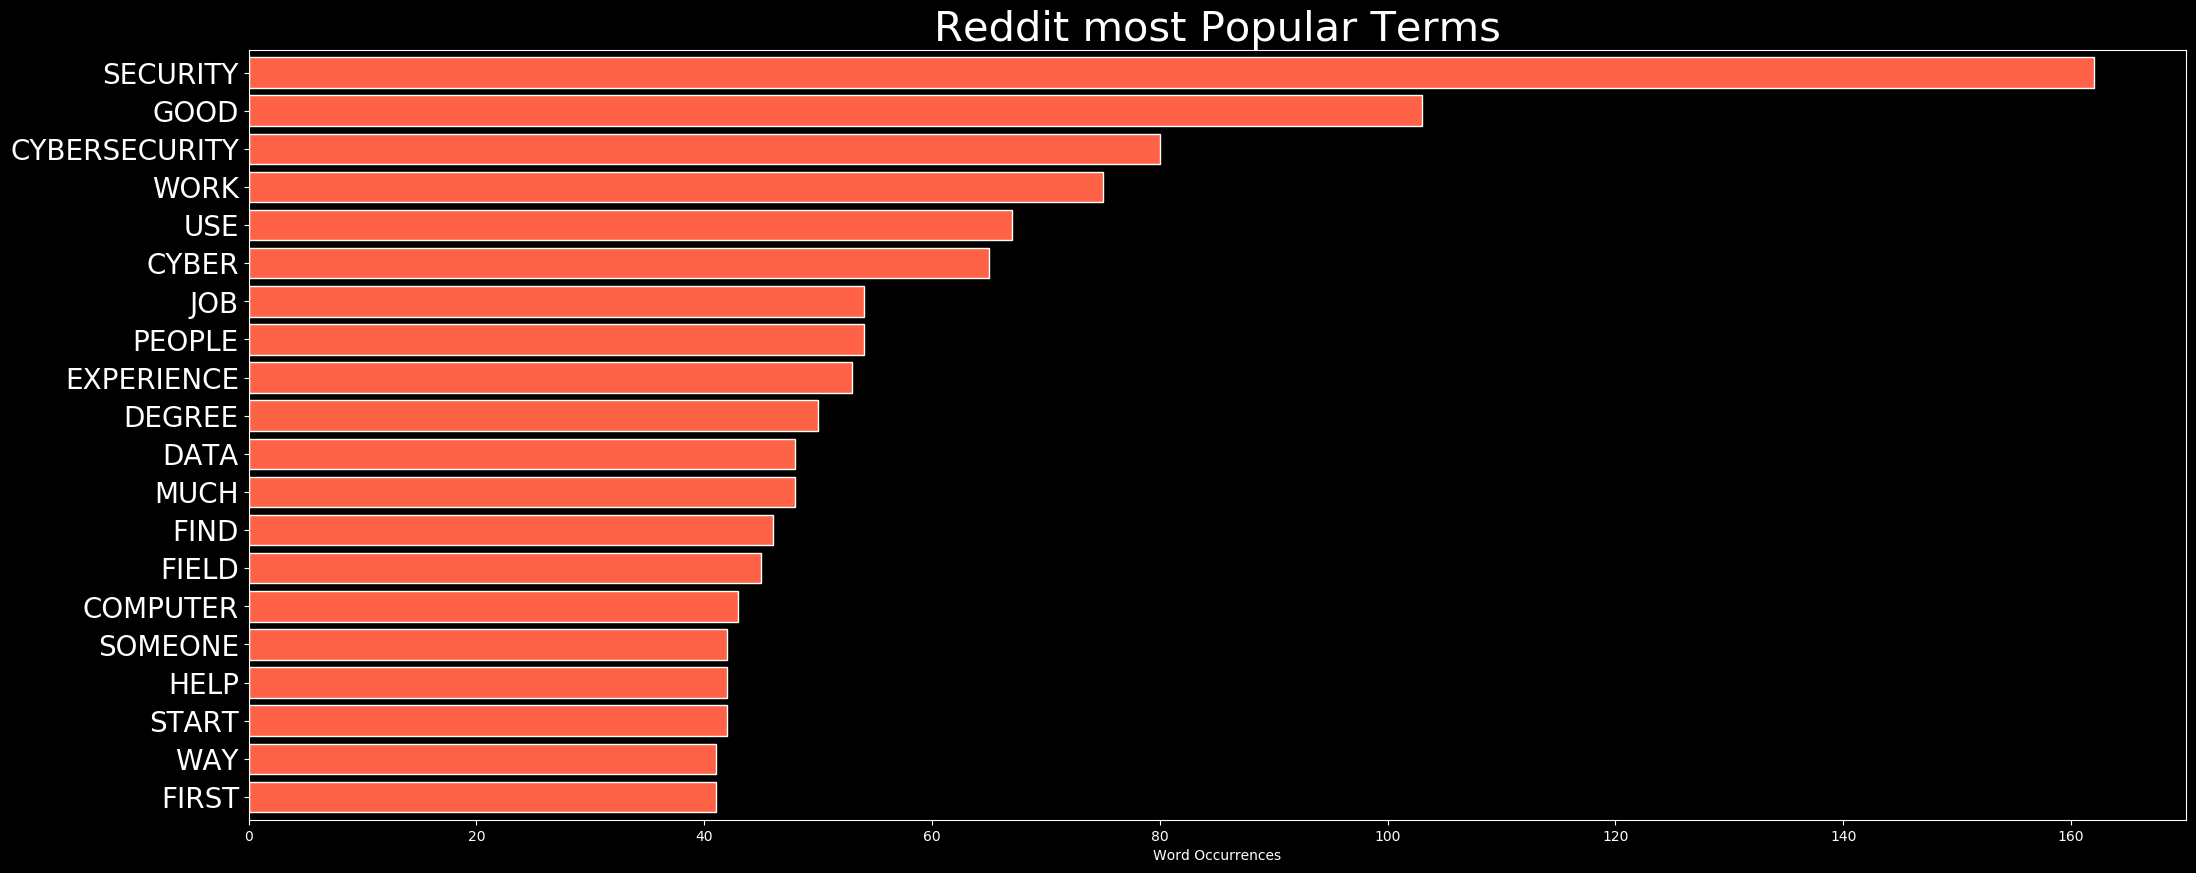 Reddit most Popular Terms
SECURITY
GOOD
CYBERSECURITY
WORK
USE
CYBER
JOB
PEOPLE
EXPERIENCE
DEGREE
DATA
MUCH
FIND
FIELD
COMPUTER
SOMEONE
HELP
START
WAY
FIRST
0 20 40 60 80 100 120 140 160
Word Occurrences